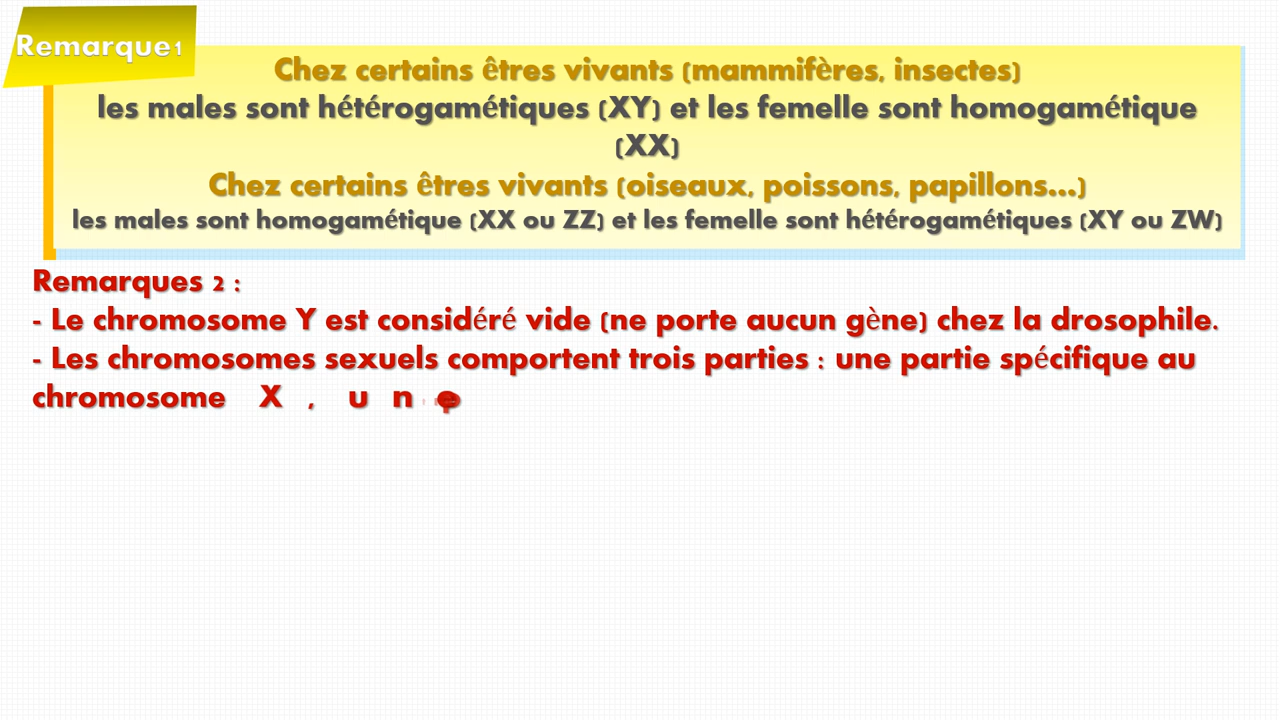 Remarque1
Chez certains êtres vivants (mammifères, insectes)
les males sont hétérogamétiques (XY) et les femelle sont homogamétique
(XX)
Chez certains êtres vivants (oiseaux, poissons, papillons...)
les males sont homogamétique (XX ou ZZ) et les femelle sont hétérogamétiques (XY ou ZW)
Remarques 2 :
- Le chromosome Y est considéré vide (ne porte aucun gène) chez la drosophile.
- Les chromosomes sexuels comportent trois parties : une partie spécifique au
chromosome X , une